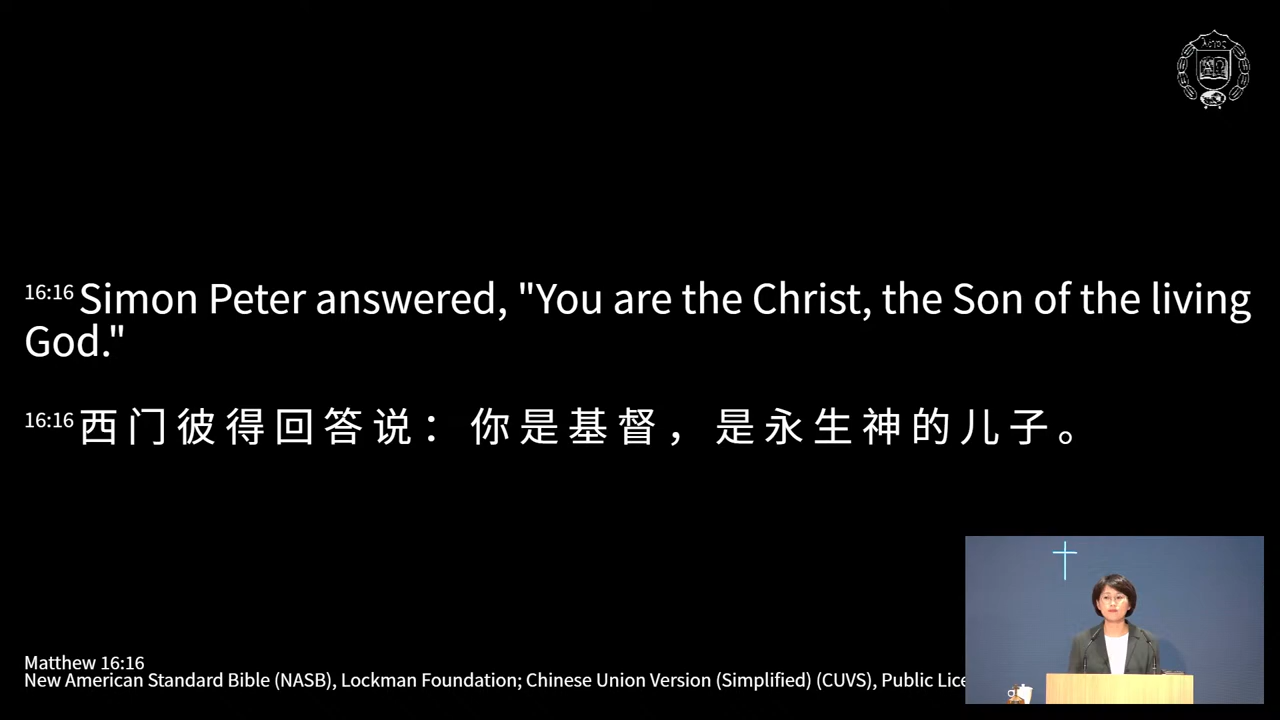 λόγος
16:16 Simon Peter answered, "You are the Christ, the Son of the living
God."
16:16 西门彼得回答说：你是基督，是永生神的儿子。
Matthew 16:16
New American Standard Bible (NASB), Lockman Foundation; Chinese Union Version (Simplified) (CUVS), Public